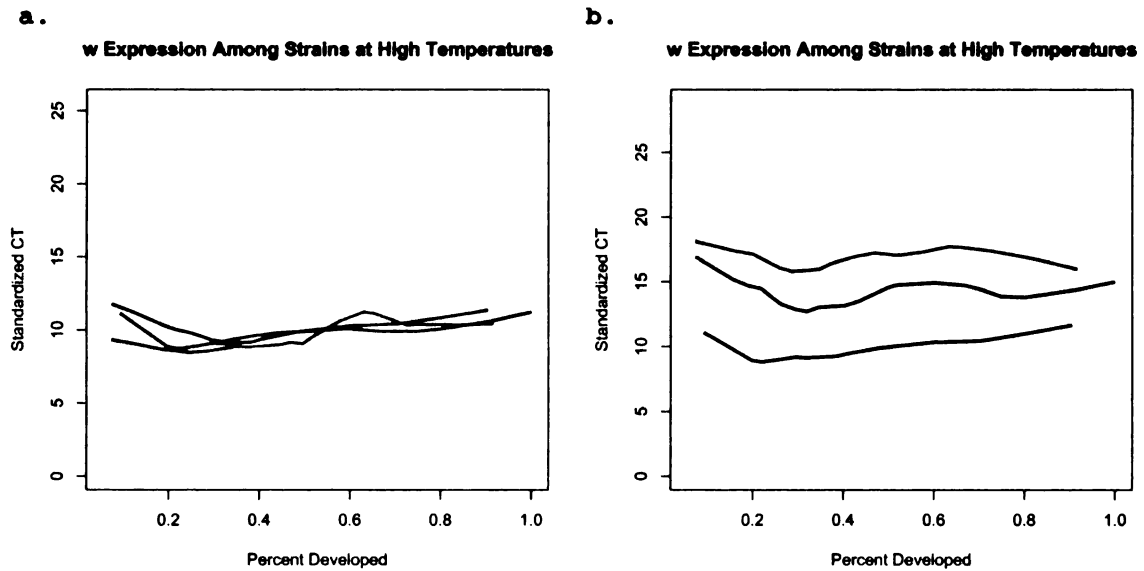 a.
w Expression Among Strains at High Temperatures
25
20
15
10
5
0
Standardized CT
0.2
0.4
0.6
0.8
1.0
Percent Developed
b.
w Expression Among Strains at High Temperatures
25
20
15
10
5
0
Standardized CT
0.2
0.4
0.6
0.8
1.0
Percent Developed